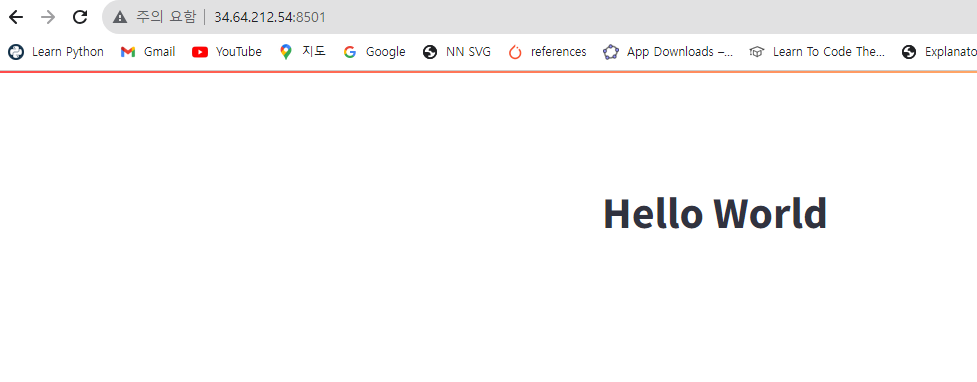 주의 요함 | 34.64.212.54:8501
Learn Python Gmail YouTube 지도 Google NN SVG references App Downloads –... Learn To Code The... Explanato
Hello World